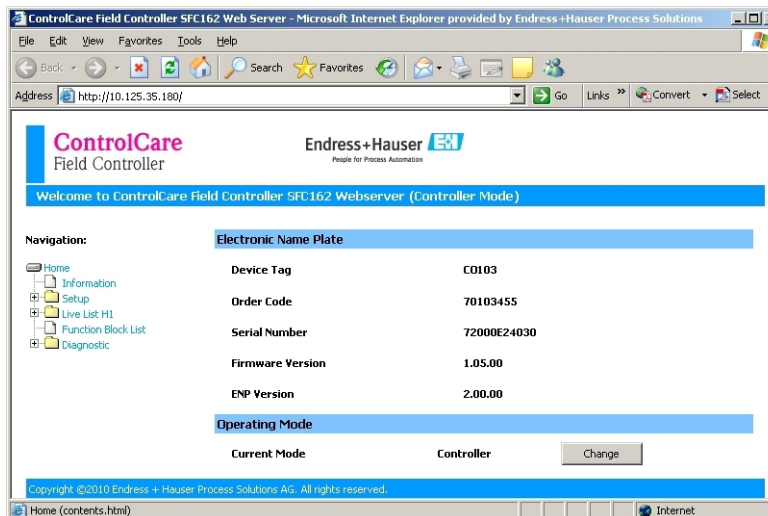 ControlCare Field Controller SFC162 Web Server - Microsoft Internet Explorer provided by Endress+Hauser Process Solutions
File Edit View Favorites Tools Help
Back Search Favorites
Address http://10.125.35.180/ Go Links » Convert Select
ControlCare
Field Controller
Endress+Hauser EH
People for Process Automation
Welcome to ControlCare Field Controller SFC162 Webserver (Controller Mode)
Navigation:
Home
Information
Setup
Live List H1
Function Block List
Diagnostic
Electronic Name Plate
Device Tag CO103
Order Code 70103455
Serial Number 72000E24030
Firmware Version 1.05.00
ENP Version 2.00.00
Operating Mode
Current Mode Controller Change
Copyright ©2010 Endress + Hauser Process Solutions AG. All rights reserved.
Home (contents.html) Internet